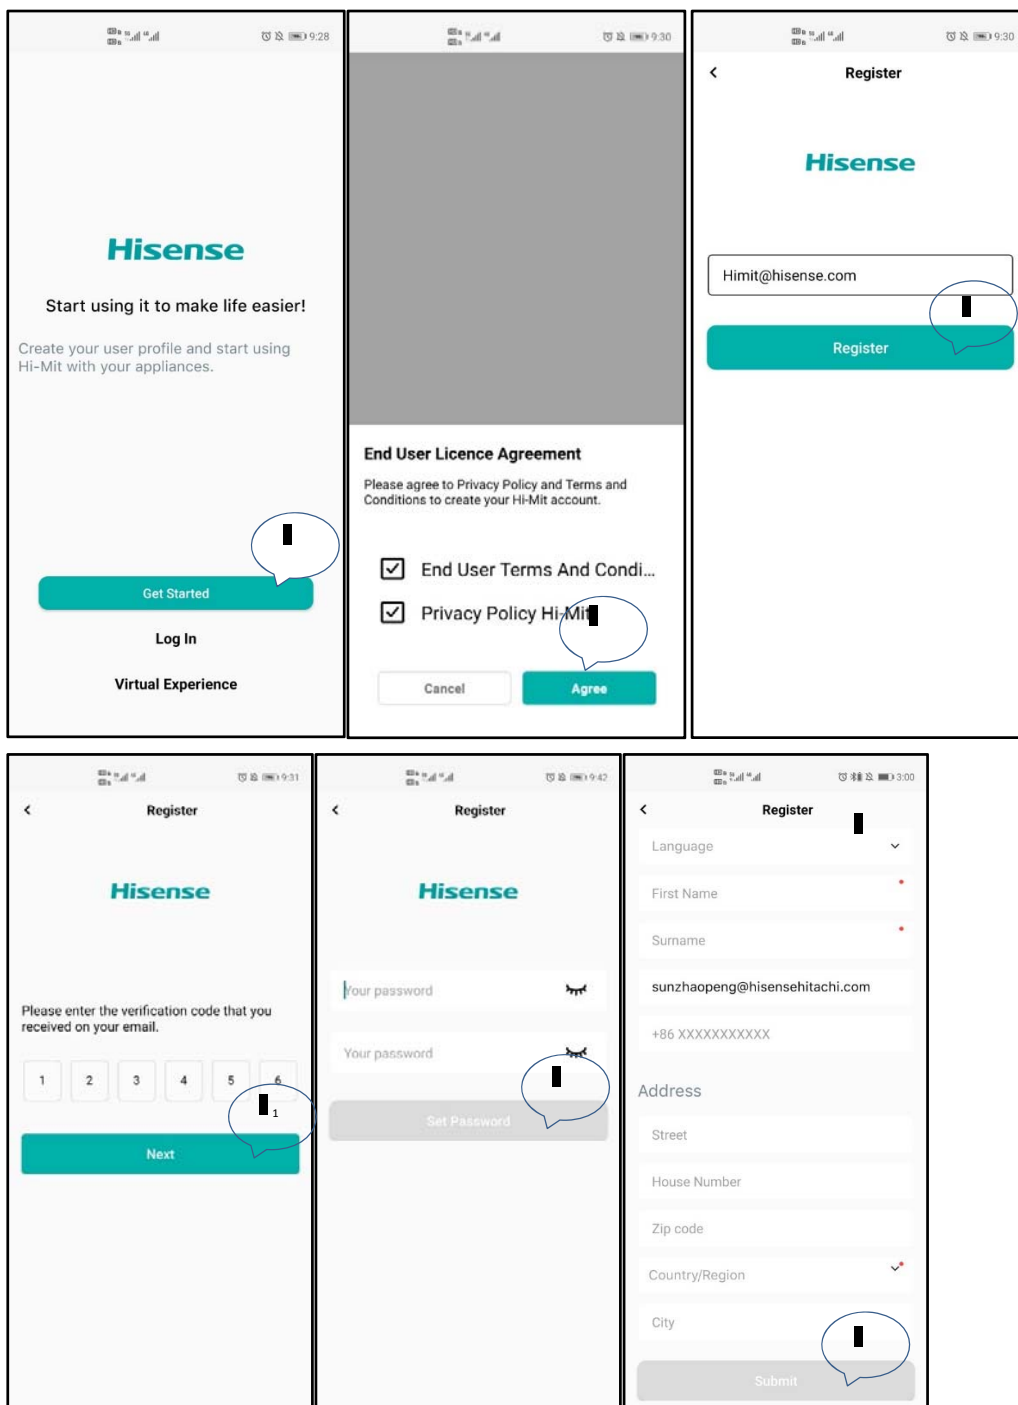 9:28
Hisense
Start using it to make life easier!
Create your user profile and start using
Hi-Mit with your appliances.
Get Started
Log In
Virtual Experience
9:30
End User Licence Agreement
Please agree to Privacy Policy and Terms and
Conditions to create your Hi-Mit account.
End User Terms And Condi...
Privacy Policy Hi-Mit
Cancel
Agree
9:30
Register
Hisense
Himit@hisense.com
Register
9:31
Register
Hisense
Please enter the verification code that you
received on your email.
1 2 3 4 5 6
1
Next
9:42
Register
Hisense
Your password
Your password
Set Password
3:00
Register
Language
First Name
Surname
sunzhaopeng@hisensehitachi.com
+86 XXXXXXXXXXX
Address
Street
House Number
Zip code
Country/Region
City
Submit